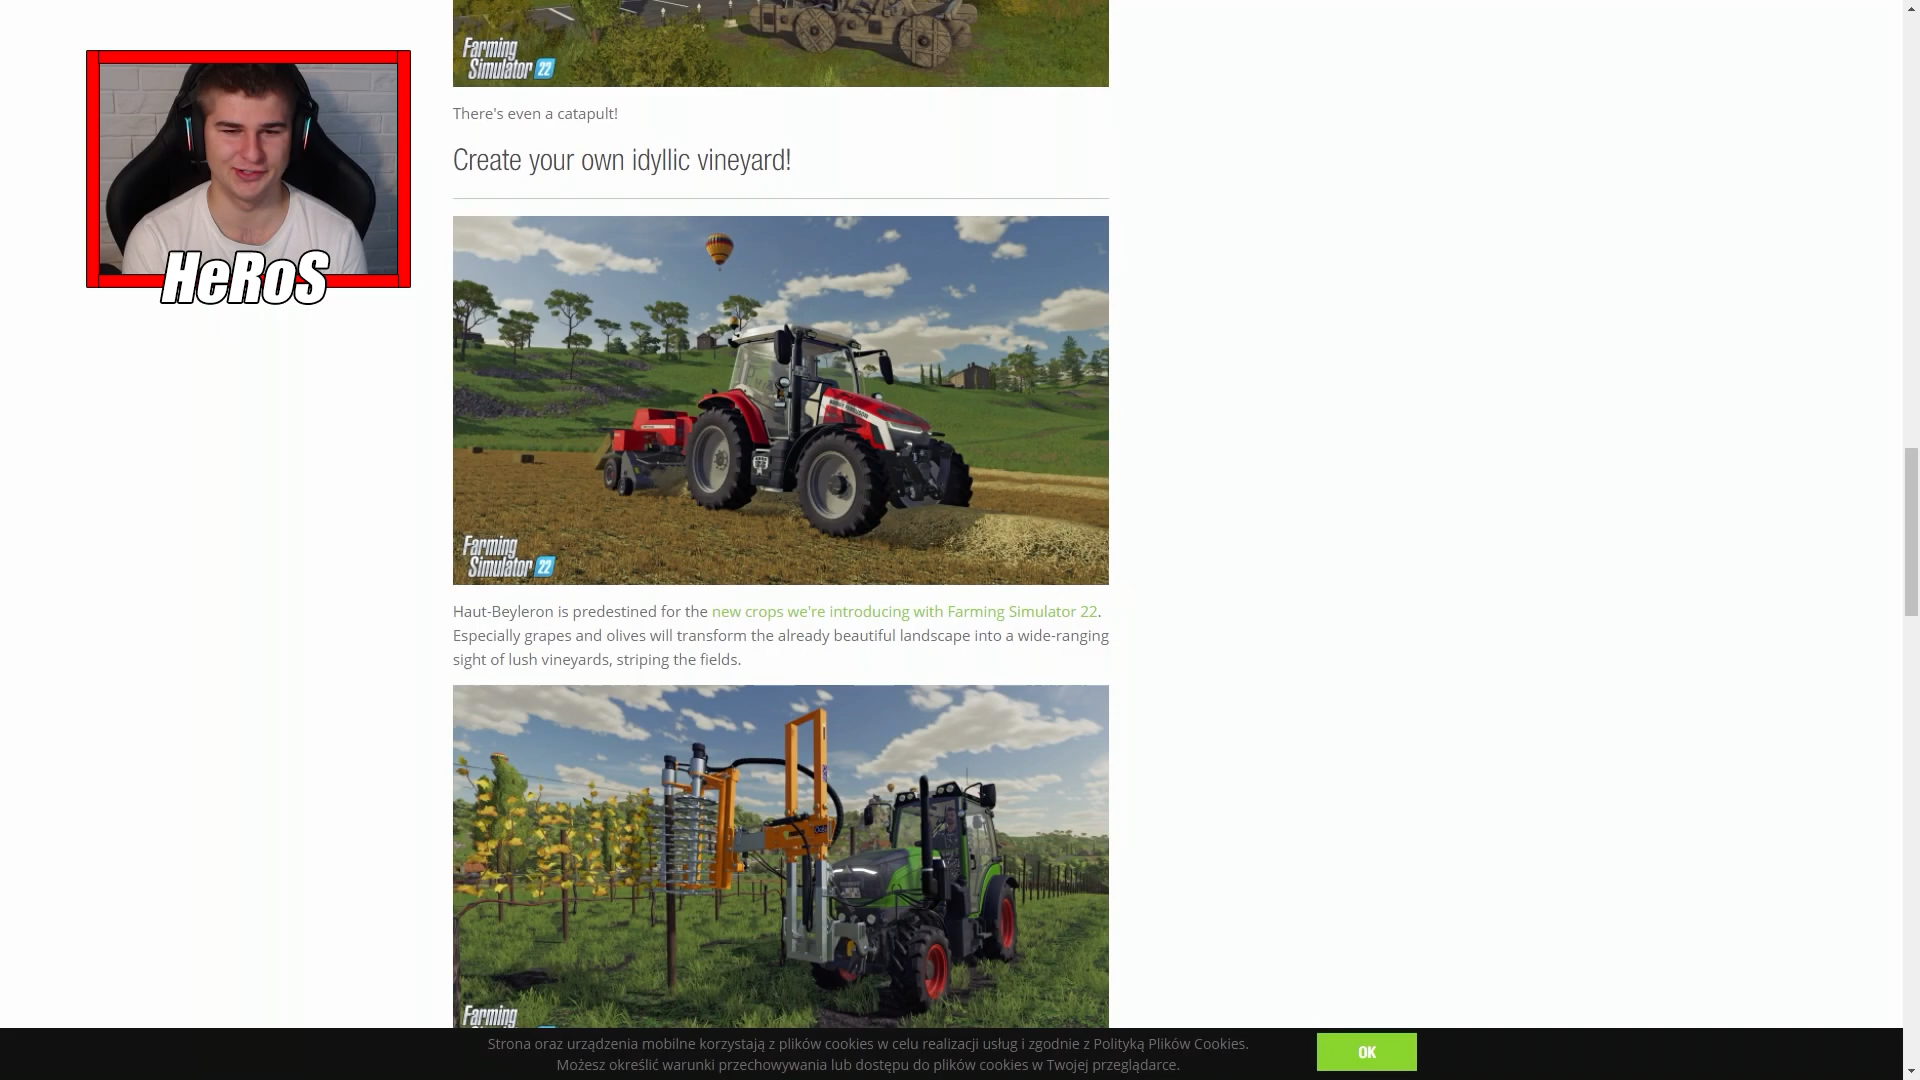 Farming
Simulator 22
There's even a catapult!
Create your own idyllic vineyard!
HeRoS
MASSEY FERGUSON
Farming
Simulator 22
Haut-Beyleron is predestined for the new crops we're introducing with Farming Simulator 22.
Especially grapes and olives will transform the already beautiful landscape into a wide-ranging
sight of lush vineyards, striping the fields.
Farming
Strona oraz urządzenia mobilne korzystają z plików cookies w celu realizacji usług i zgodnie z Polityką Plików Cookies.
Możesz określić warunki przechowywania lub dostępu do plików cookies w Twojej przeglądarce.
OK